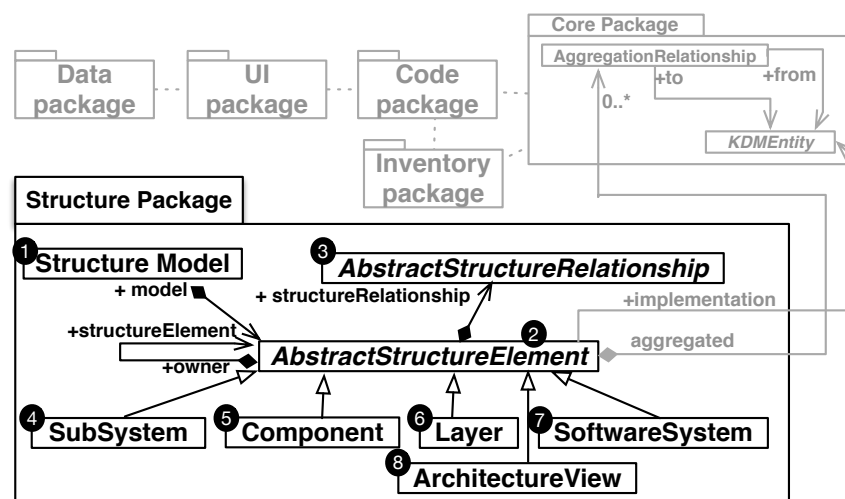 Core Package
AggregationRelationship
+to
+from
0..*
KDMEntity
Data
package
UI
package
Code
package
Inventory
package
Structure Package
1
Structure Model
+ model
3
AbstractStructureRelationship
+ structureRelationship
+implementation
+structureElement
+owner
2
AbstractStructureElement
aggregated
4
SubSystem
5
Component
6
Layer
7
SoftwareSystem
8
ArchitectureView